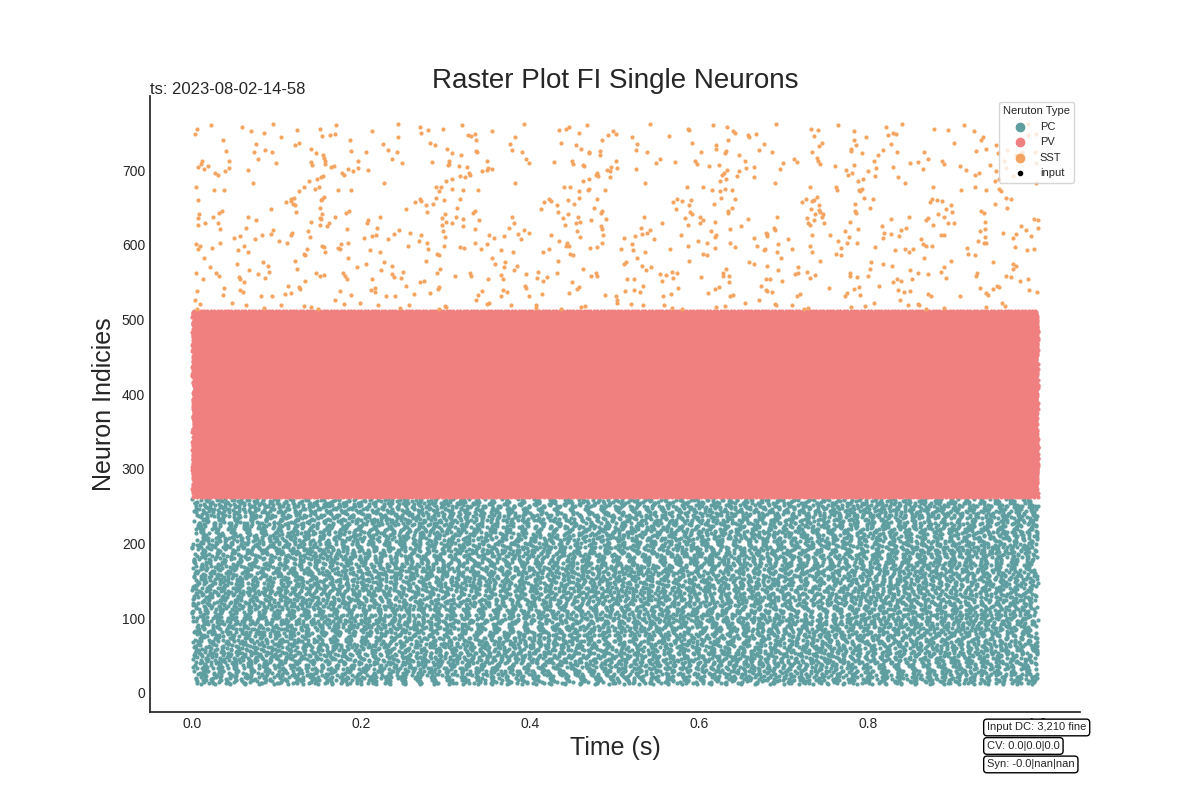 Raster Plot FI Single Neurons
ts: 2023-08-02-14-58
Neruton Type
PC
PV
SST
input
Neuron Indicies
700
600
500
400
300
200
100
0
0.0 0.2 0.4 0.6 0.8
Time (s)
Input DC: 3,210 fine
CV: 0.0|0.0|0.0
Syn: -0.0|nan|nan